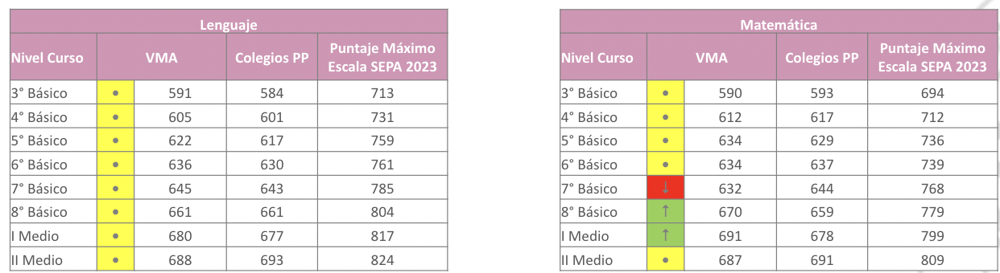 Lenguaje
Nivel Curso VMA Colegios PP Puntaje Máximo Escala SEPA 2023
3° Básico • 591 584 713
4° Básico • 605 601 731
5° Básico • 622 617 759
6° Básico • 636 630 761
7° Básico • 645 643 785
8° Básico • 661 661 804
I Medio • 680 677 817
II Medio • 688 693 824
Matemática
Nivel Curso VMA Colegios PP Puntaje Máximo Escala SEPA 2023
3° Básico • 590 593 694
4° Básico • 612 617 712
5° Básico • 634 629 736
6° Básico • 634 637 739
7° Básico ↓ 632 644 768
8° Básico ↑ 670 659 779
I Medio ↑ 691 678 799
II Medio • 687 691 809